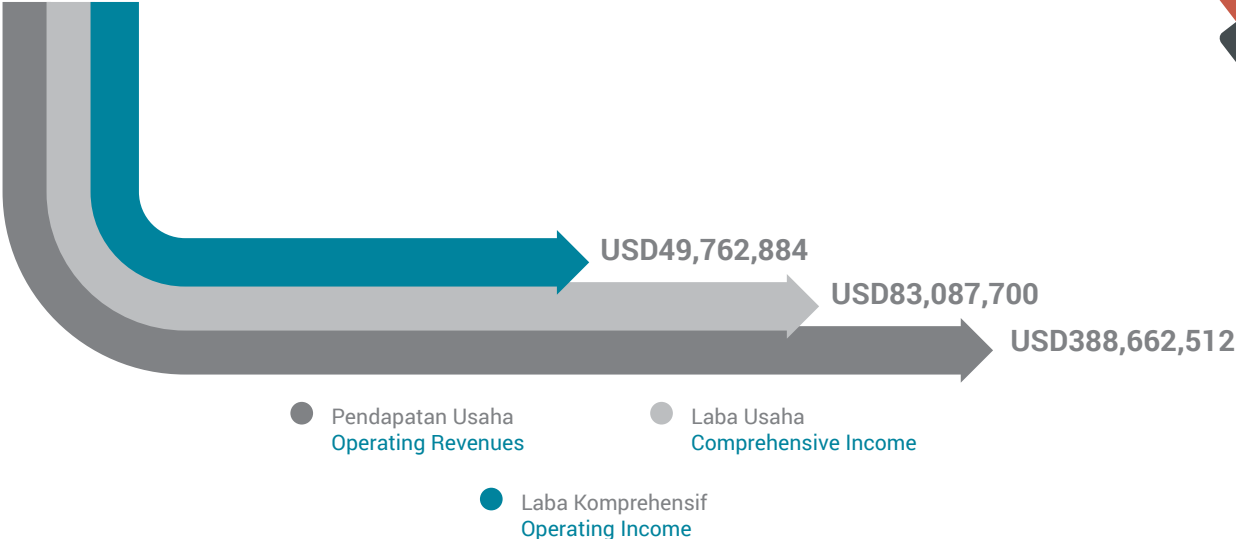 USD49,762,884
USD83,087,700
USD388,662,512
Pendapatan Usaha
Operating Revenues
Laba Usaha
Comprehensive Income
Laba Komprehensif
Operating Income